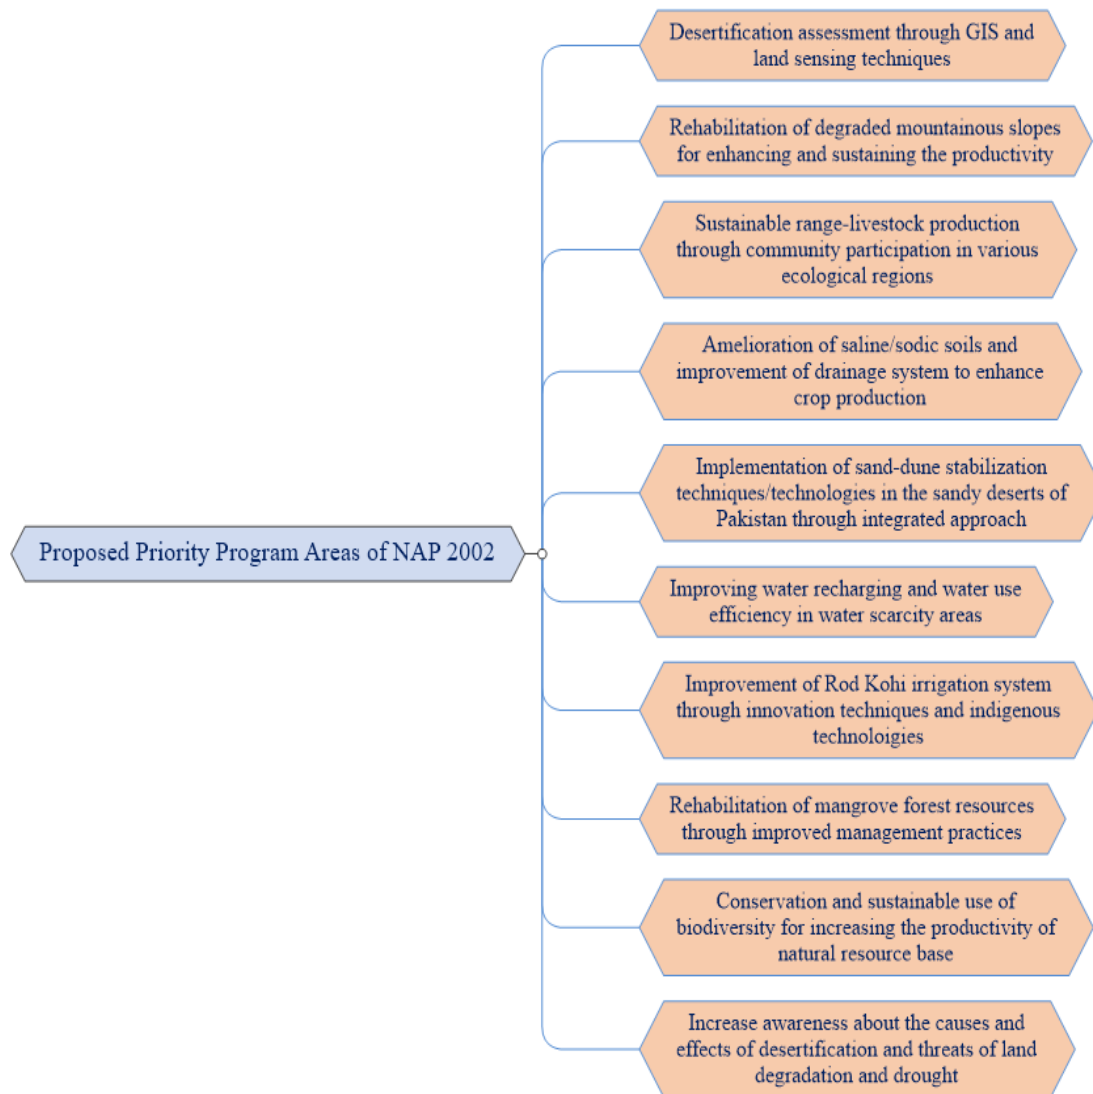 Desertification assessment through GIS and
land sensing techniques
Rehabilitation of degraded mountainous slopes
for enhancing and sustaining the productivity
Sustainable range-livestock production
through community participation in various
ecological regions
Amelioration of saline/sodic soils and
improvement of drainage system to enhance
crop production
Implementation of sand-dune stabilization
techniques/technologies in the sandy deserts of
Pakistan through integrated approach
Proposed Priority Program Areas of NAP 2002
Improving water recharging and water use
efficiency in water scarcity areas
Improvement of Rod Kohi irrigation system
through innovation techniques and indigenous
technoloigies
Rehabilitation of mangrove forest resources
through improved management practices
Conservation and sustainable use of
biodiversity for increasing the productivity of
natural resource base
Increase awareness about the causes and
effects of desertification and threats of land
degradation and drought